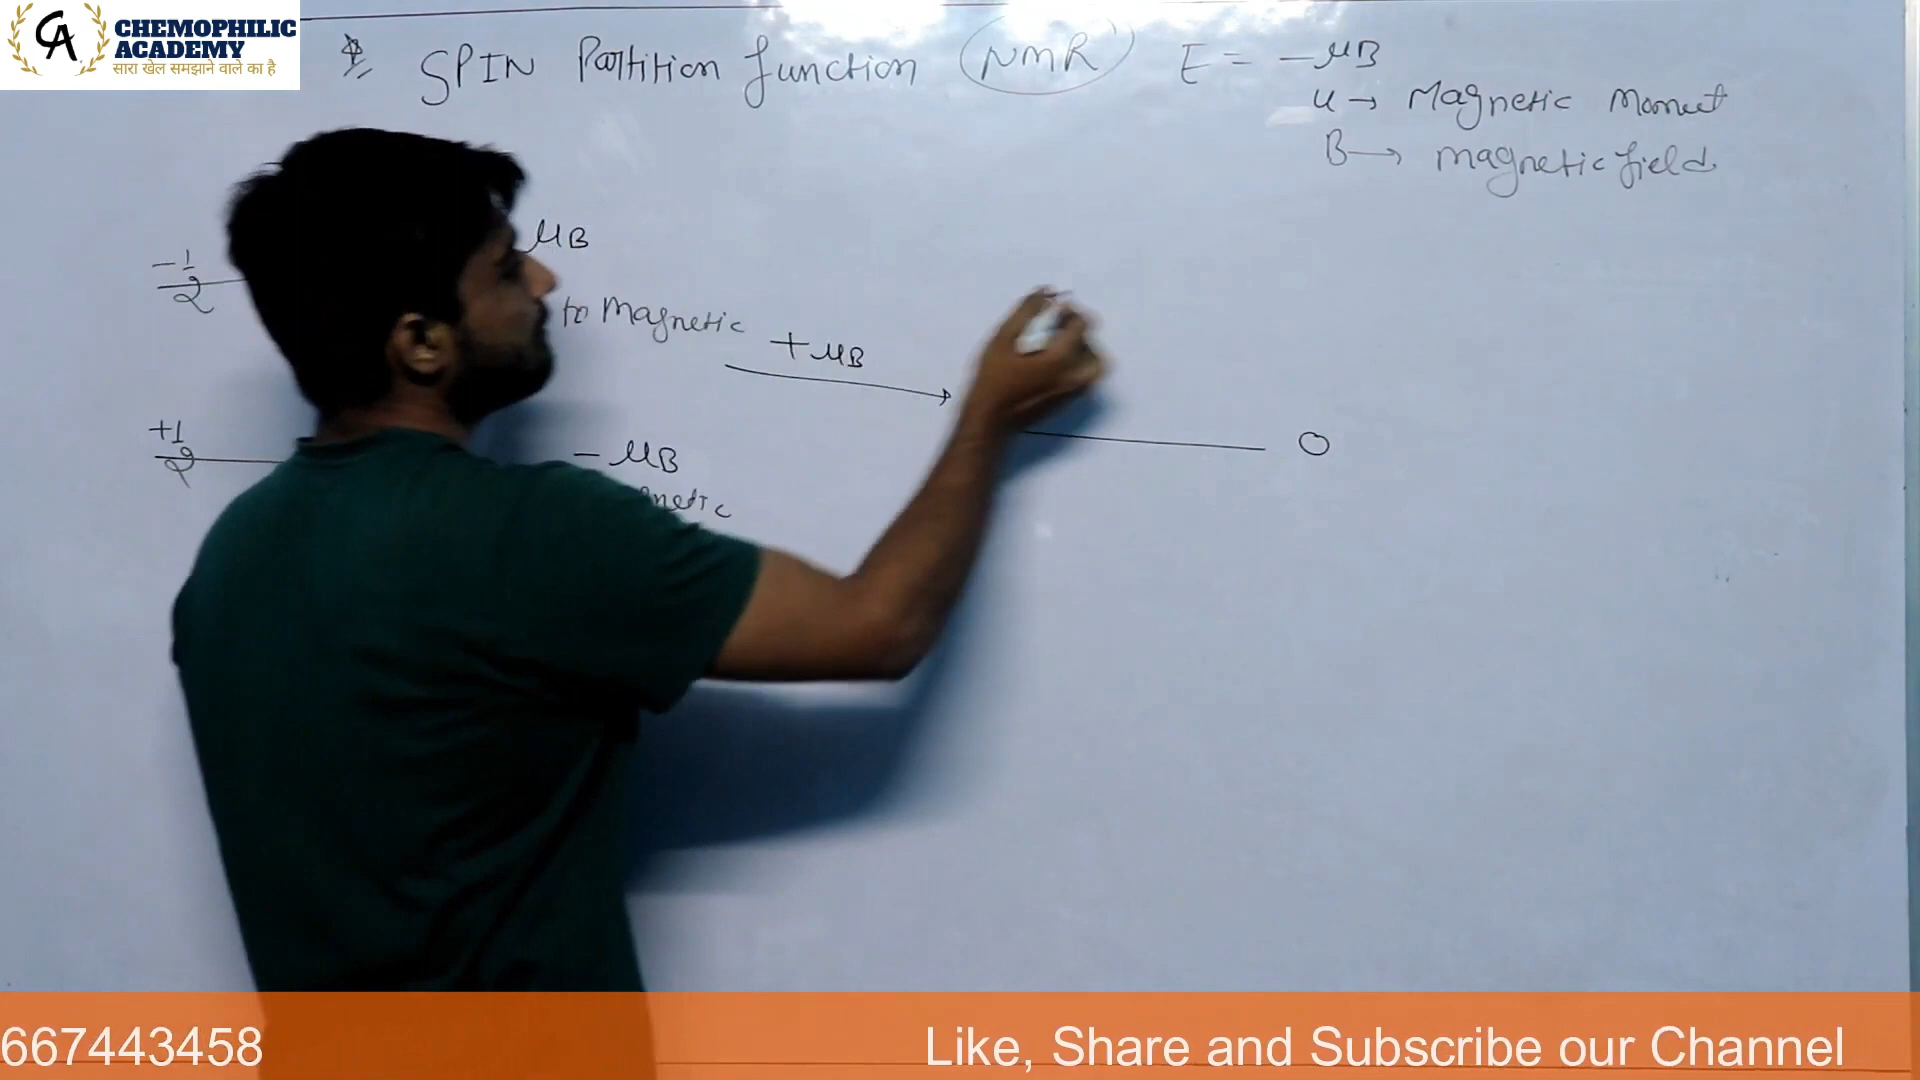 CHEMOPHILIC
ACADEMY
सारा खेल समझाने वाले का है
SPIN Partition function (NMR) E = -μB
μ → Magnetic Moment
B → magnetic field.
-1/2
μB
to Magnetic
+μB
+1/2
- μB
0
667443458
Like, Share and Subscribe our Channel